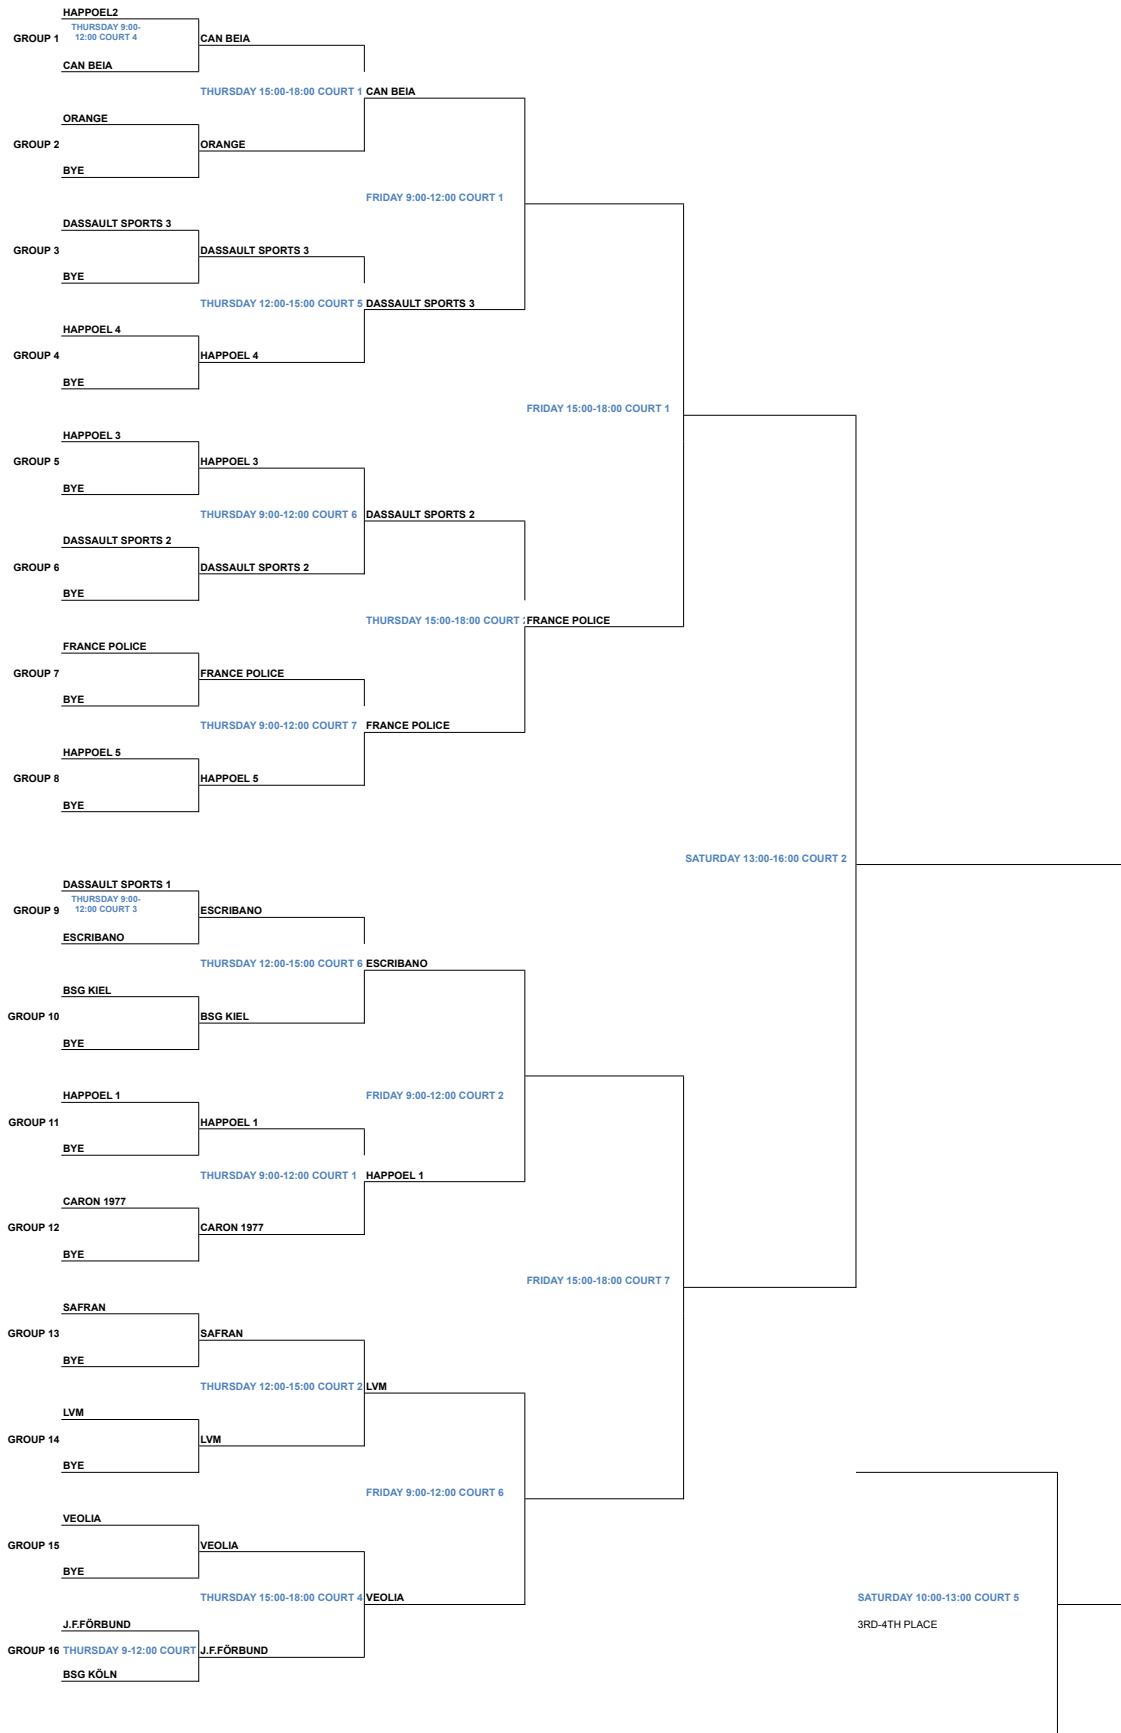 HAPPOEL2
THURSDAY 9:00-
12:00 COURT 4
GROUP 1
CAN BEIA
CAN BEIA
THURSDAY 15:00-18:00 COURT 1
CAN BEIA
ORANGE
GROUP 2
ORANGE
BYE
FRIDAY 9:00-12:00 COURT 1
DASSAULT SPORTS 3
GROUP 3
DASSAULT SPORTS 3
BYE
THURSDAY 12:00-15:00 COURT 5
DASSAULT SPORTS 3
HAPPOEL 4
GROUP 4
HAPPOEL 4
BYE
FRIDAY 15:00-18:00 COURT 1
HAPPOEL 3
GROUP 5
HAPPOEL 3
BYE
THURSDAY 9:00-12:00 COURT 6
DASSAULT SPORTS 2
DASSAULT SPORTS 2
GROUP 6
DASSAULT SPORTS 2
BYE
THURSDAY 15:00-18:00 COURT
FRANCE POLICE
FRANCE POLICE
GROUP 7
FRANCE POLICE
BYE
THURSDAY 9:00-12:00 COURT 7
FRANCE POLICE
HAPPOEL 5
GROUP 8
HAPPOEL 5
BYE
SATURDAY 13:00-16:00 COURT 2
DASSAULT SPORTS 1
THURSDAY 9:00-
12:00 COURT 3
GROUP 9
ESCRIBANO
ESCRIBANO
THURSDAY 12:00-15:00 COURT 6
ESCRIBANO
BSG KIEL
GROUP 10
BSG KIEL
BYE
HAPPOEL 1
FRIDAY 9:00-12:00 COURT 2
GROUP 11
HAPPOEL 1
BYE
THURSDAY 9:00-12:00 COURT 1
HAPPOEL 1
CARON 1977
GROUP 12
CARON 1977
BYE
FRIDAY 15:00-18:00 COURT 7
SAFRAN
GROUP 13
SAFRAN
BYE
THURSDAY 12:00-15:00 COURT 2
LVM
LVM
GROUP 14
LVM
BYE
FRIDAY 9:00-12:00 COURT 6
VEOLIA
GROUP 15
VEOLIA
BYE
THURSDAY 15:00-18:00 COURT 4
VEOLIA
SATURDAY 10:00-13:00 COURT 5
J.F.FÖRBUND
3RD-4TH PLACE
GROUP 16
THURSDAY 9-12:00 COURT
J.F.FÖRBUND
BSG KÖLN